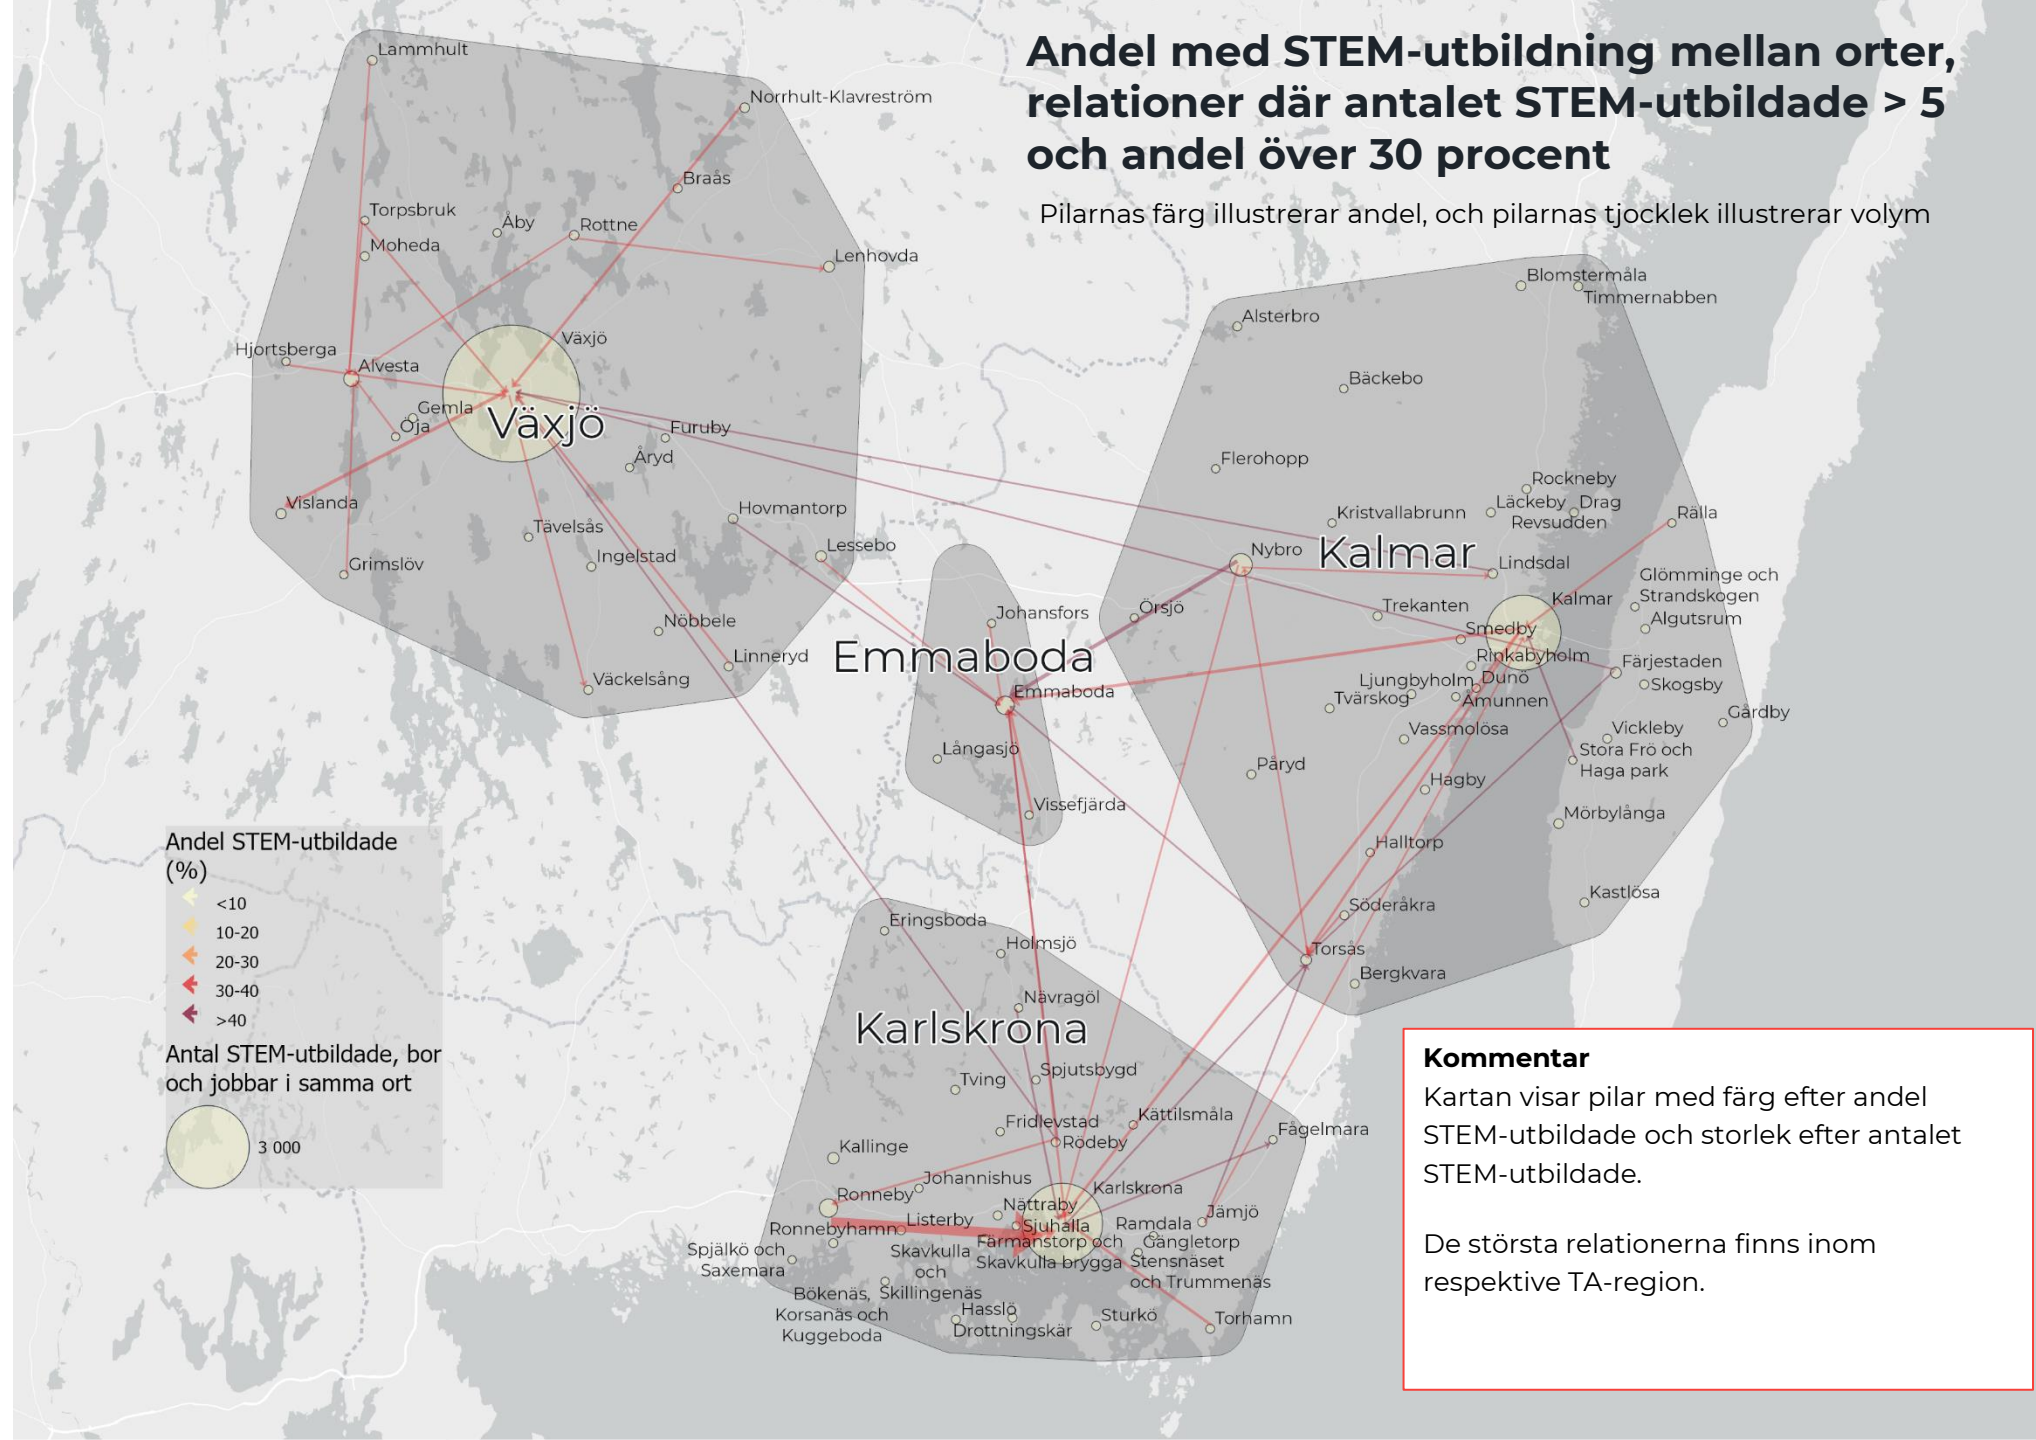 Andel med STEM-utbildning mellan orter,
relationer där antalet STEM-utbildade > 5
och andel över 30 procent
Pilarnas färg illustrerar andel, och pilarnas tjocklek illustrerar volym
Lammhult
Norrhult-Klavreström
Braås
Torpsbruk
Åby
Rottne
Moheda
Lenhovda
Växjö
Hjortsberga
Alvesta
Gemla
Öja
Växjö
Furuby
Åryd
Vislanda
Hovmantorp
Tävelsås
Lessebo
Ingelstad
Grimslöv
Nöbbele
Linneryd
Väckelsång
Johansfors
Emmaboda
Emmaboda
Långasjö
Vissefjärda
Blomstermåla
Timmernabben
Alsterbro
Bäckebo
Flerohopp
Rockneby
Läckeby
Drag
Revsudden
Rälla
Kristvallabrunn
Nybro
Kalmar
Lindsdal
Glömminge och
Strandskogen
Kalmar
Örsjö
Trekanten
Algutsrum
Smedby
Rinkabyholm
Färjestaden
Ljungbyholm
Dunö
Skogsby
Tvärskog
Amunnen
Gårdby
Vassmolösa
Vickleby
Stora Frö och
Haga park
Påryd
Hagby
Mörbylånga
Halltorp
Kastlösa
Söderåkra
Torsås
Bergkvara
Eringsboda
Holmsjö
Nävragöl
Karlskrona
Spjutsbygd
Tving
Fridlevstad
Kättilsmåla
Rödeby
Fågelmara
Kallinge
Johannishus
Ronneby
Karlskrona
Nättraby
Listerby
Sjuhalla
Ramdala
Jämjö
Ronnebyhamn
Färmanstorp och
Skavkulla brygga
Gängletorp
Spjälkö och
Saxemara
Skavkulla
och
Skillingenäs
Stensnäset
och Trummenäs
Bökenäs,
Korsanäs och
Kuggeboda
Hasslö
Drottningskär
Sturkö
Torhamn
Andel STEM-utbildade
(%)
<10
10-20
20-30
30-40
>40
Antal STEM-utbildade, bor
och jobbar i samma ort
3 000
Kommentar
Kartan visar pilar med färg efter andel
STEM-utbildade och storlek efter antalet
STEM-utbildade.
De största relationerna finns inom
respektive TA-region.